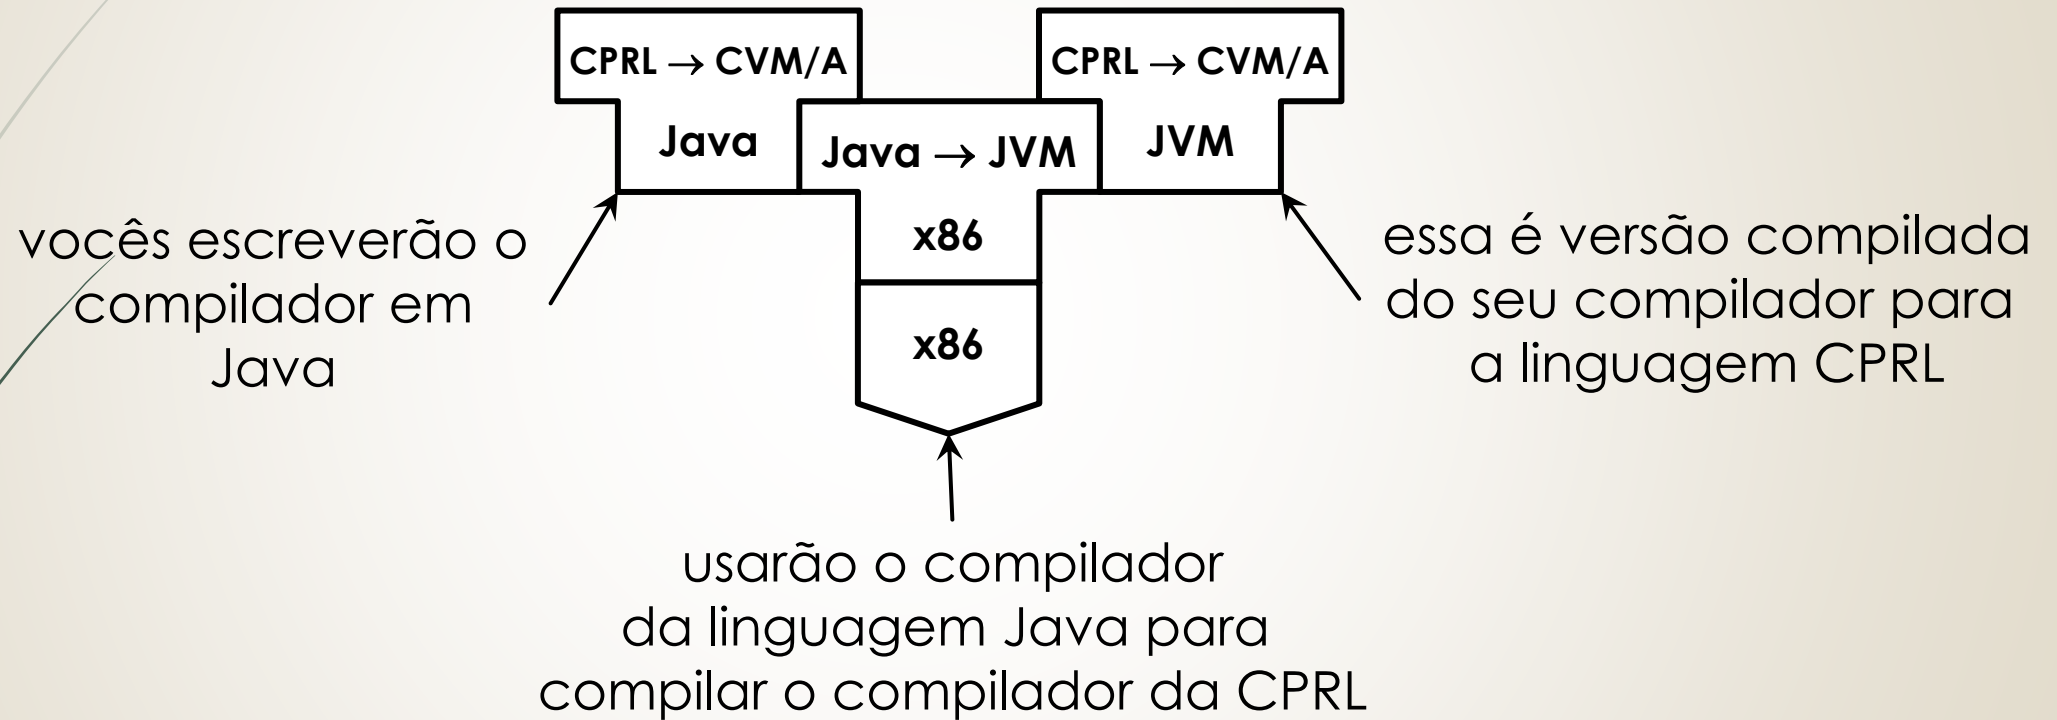 CPRL → CVM/A
CPRL → CVM/A
Java
Java → JVM
JVM
x86
x86
vocês escreverão o
compilador em
Java
essa é versão compilada
do seu compilador para
a linguagem CPRL
usarão o compilador
da linguagem Java para
compilar o compilador da CPRL